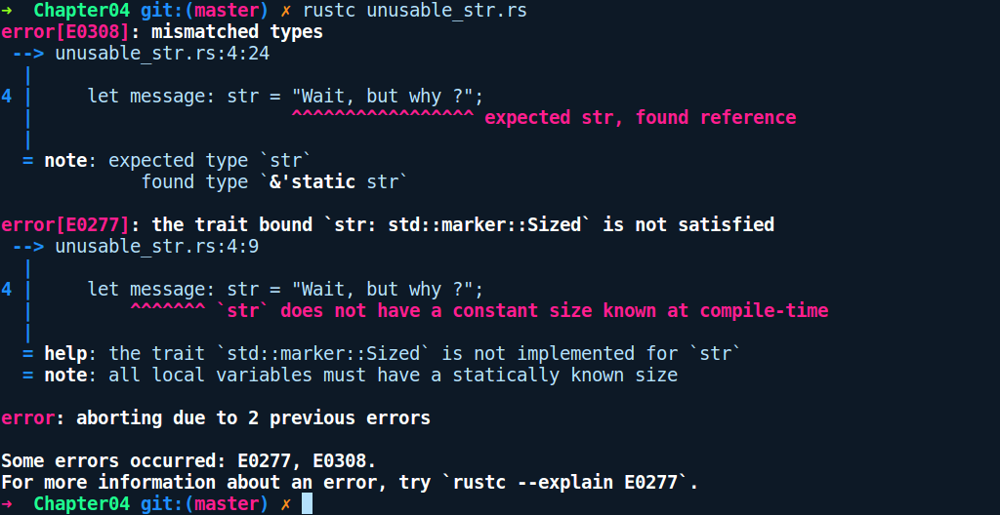 ➜  Chapter04 git:(master) ✗ rustc unusable_str.rs
error[E0308]: mismatched types
 --> unusable_str.rs:4:24
  |
4 |     let message: str = "Wait, but why ?";
  |                        ^^^^^^^^^^^^^^^^^ expected str, found reference
  |
  = note: expected type `str`
             found type `&'static str`

error[E0277]: the trait bound `str: std::marker::Sized` is not satisfied
 --> unusable_str.rs:4:9
  |
4 |     let message: str = "Wait, but why ?";
  |         ^^^^^^^ `str` does not have a constant size known at compile-time
  |
  = help: the trait `std::marker::Sized` is not implemented for `str`
  = note: all local variables must have a statically known size

error: aborting due to 2 previous errors

Some errors occurred: E0277, E0308.
For more information about an error, try `rustc --explain E0277`.
➜  Chapter04 git:(master) ✗